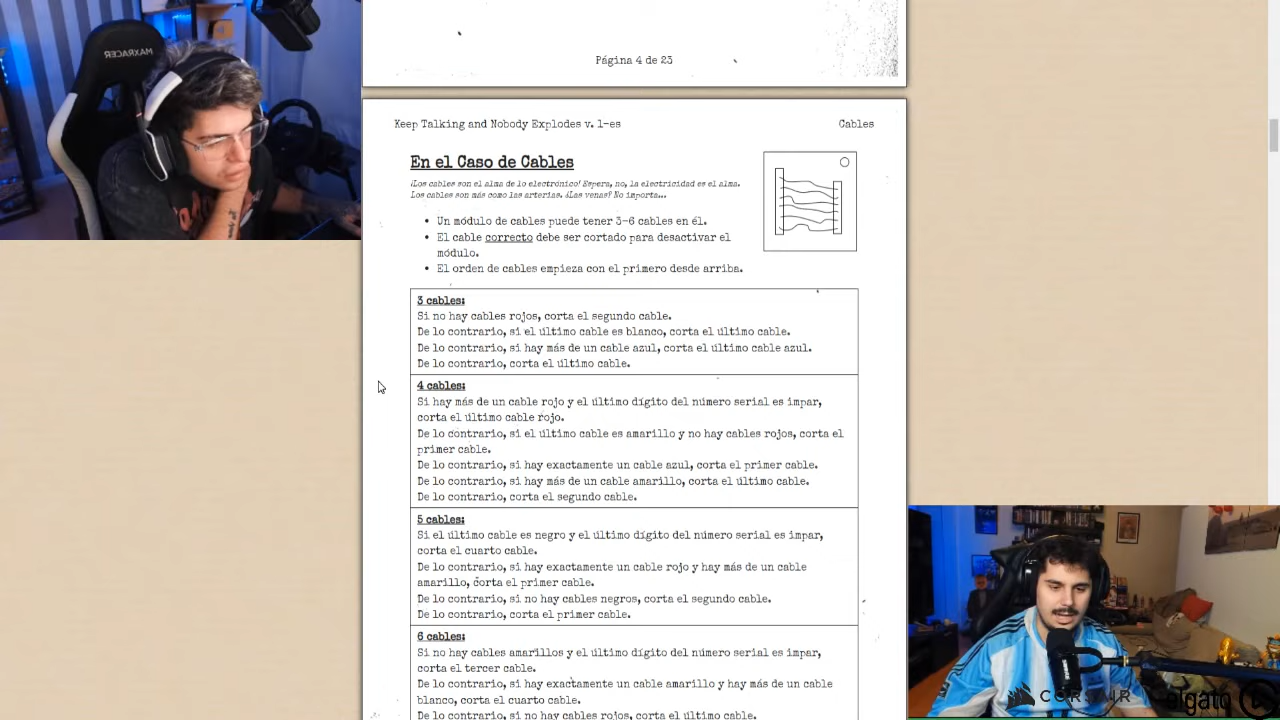 MAXRACER
Página 4 de 23
Keep Talking and Nobody Explodes v. 1-es
Cables
En el Caso de Cables
¡Los cables son el alma de lo electrónico! Espera, no, la electricidad es el alma.
Los cables son más como las arterias. ¿Las venas? No importa...
• Un módulo de cables puede tener 3-6 cables en él.
• El cable correcto debe ser cortado para desactivar el
módulo.
• El orden de cables empieza con el primero desde arriba.
3 cables:
Si no hay cables rojos, corta el segundo cable.
De lo contrario, si el último cable es blanco, corta el último cable.
De lo contrario, si hay más de un cable azul, corta el último cable azul.
De lo contrario, corta el último cable.
4 cables:
Si hay más de un cable rojo y el último dígito del número serial es impar,
corta el último cable rojo.
De lo contrario, si el último cable es amarillo y no hay cables rojos, corta el
primer cable.
De lo contrario, si hay exactamente un cable azul, corta el primer cable.
De lo contrario, si hay más de un cable amarillo, corta el último cable.
De lo contrario, corta el segundo cable.
5 cables:
Si el último cable es negro y el último dígito del número serial es impar,
corta el cuarto cable.
De lo contrario, si hay exactamente un cable rojo y hay más de un cable
amarillo, corta el primer cable.
De lo contrario, si no hay cables negros, corta el segundo cable.
De lo contrario, corta el primer cable.
6 cables:
Si no hay cables amarillos y el último dígito del número serial es impar,
corta el tercer cable.
De lo contrario, si hay exactamente un cable amarillo y hay más de un cable
blanco, corta el cuarto cable.
De lo contrario, si no hay cables rojos, corta el último cable.
CORSAIR
elgato